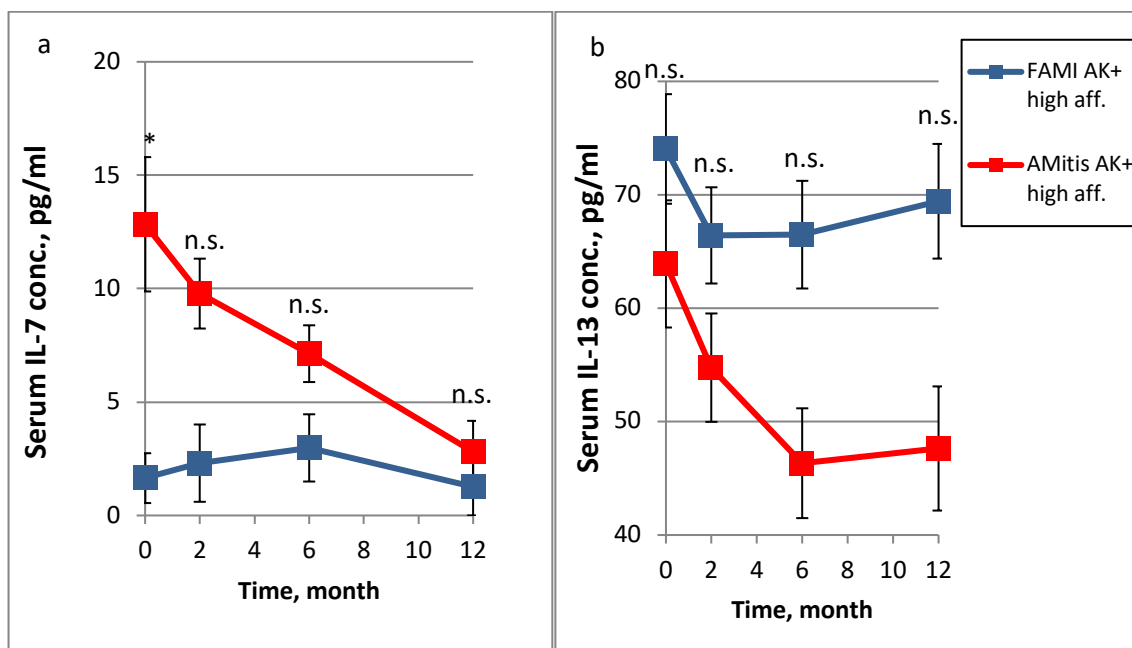 a
Serum IL-7 conc., pg/ml
20
15
10
5
0
*
n.s.
n.s.
n.s.
0 2 4 6 8 10 12
Time, month
b
Serum IL-13 conc., pg/ml
80
70
60
50
40
n.s.
n.s.
n.s.
n.s.
0 2 4 6 8 10 12
Time, month
FAMI AK+
high aff.
AMitis AK+
high aff.